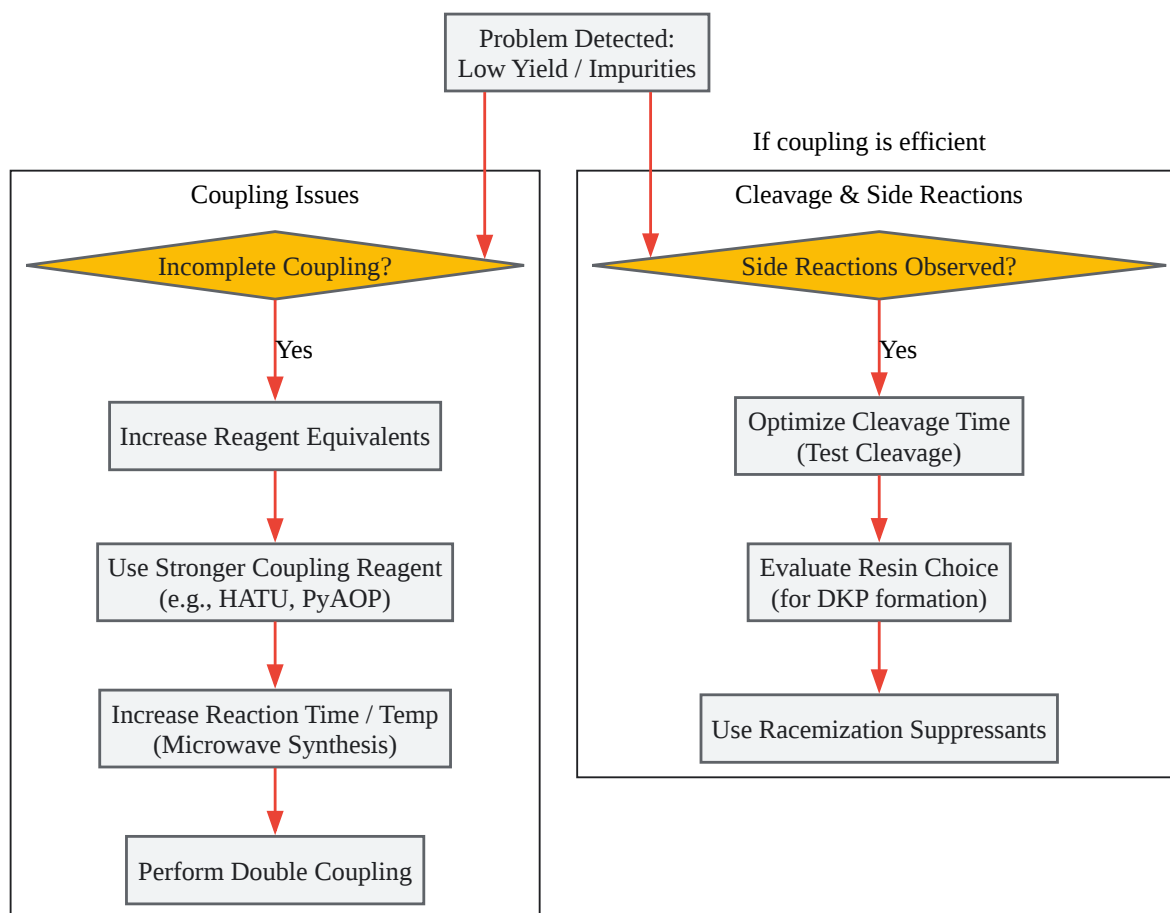 Problem Detected:
Low Yield / Impurities
If coupling is efficient
Coupling Issues
Incomplete Coupling?
Yes
Increase Reagent Equivalents
Use Stronger Coupling Reagent
(e.g., HATU, PyAOP)
Increase Reaction Time / Temp
(Microwave Synthesis)
Perform Double Coupling
Cleavage & Side Reactions
Side Reactions Observed?
Yes
Optimize Cleavage Time
(Test Cleavage)
Evaluate Resin Choice
(for DKP formation)
Use Racemization Suppressants